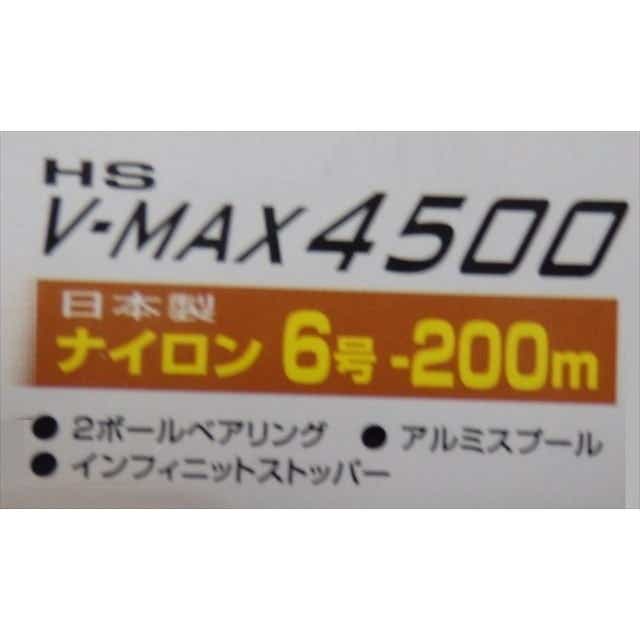 HS
V-MAX4500
日本製
ナイロン 6号 -200m
● 2ボールベアリング ● アルミスプール
● インフィニットストッパー